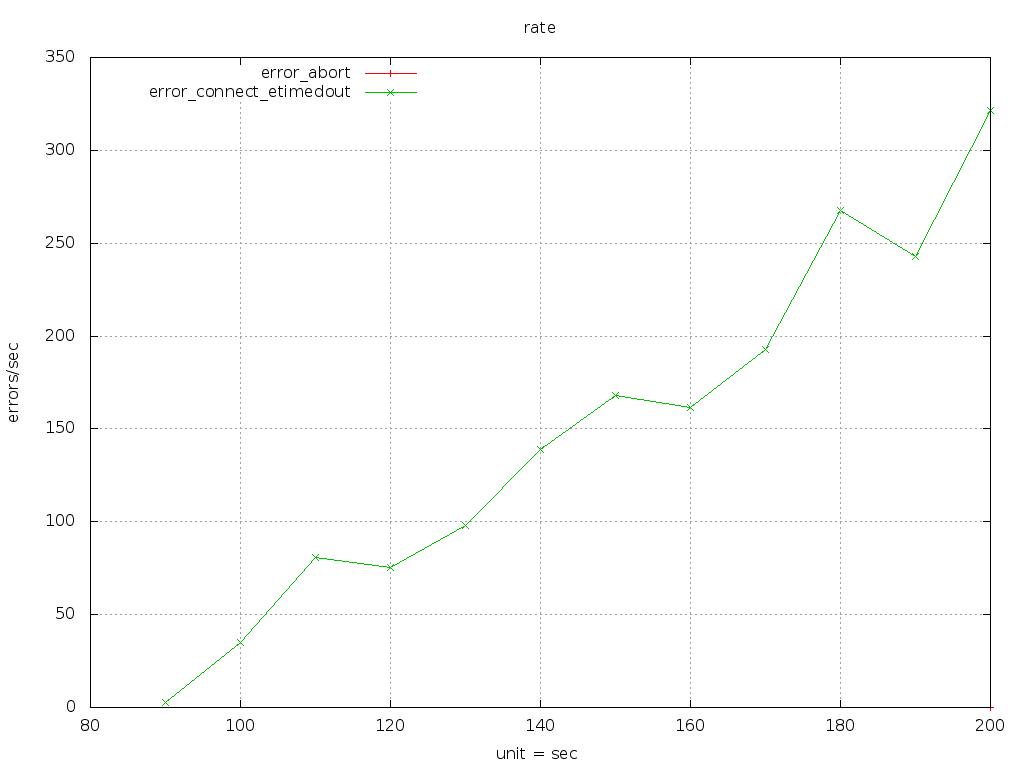 rate
350
error_abort
error_connect_etimedout
300
250
200
errors/sec
150
100
50
0
80 100 120 140 160 180 200
unit = sec